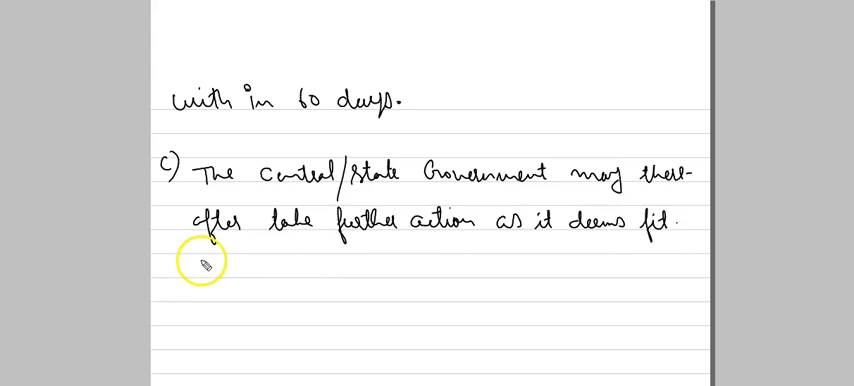 with in 60 days.
c) The Central/State Government may there-
after take further action as it deems fit.